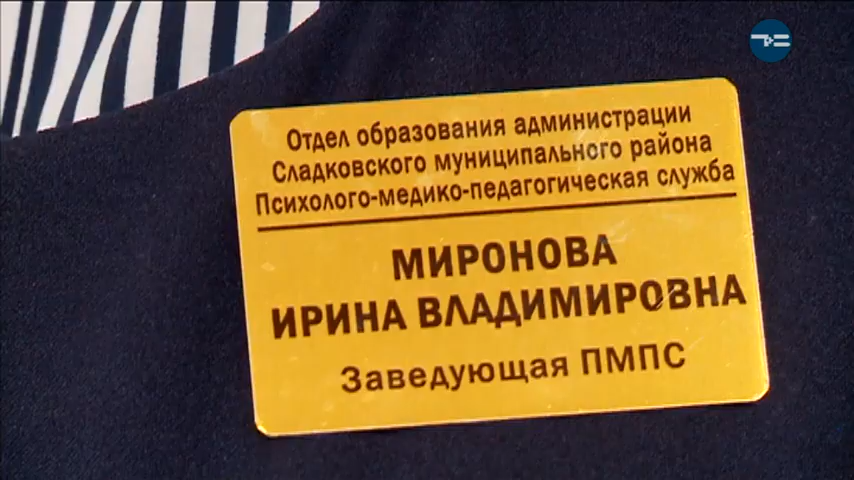 Отдел образования администрации
Сладковского муниципального района
Психолого-медико-педагогическая служба
МИРОНОВА
ИРИНА ВЛАДИМИРОВНА
Заведующая ПМПС